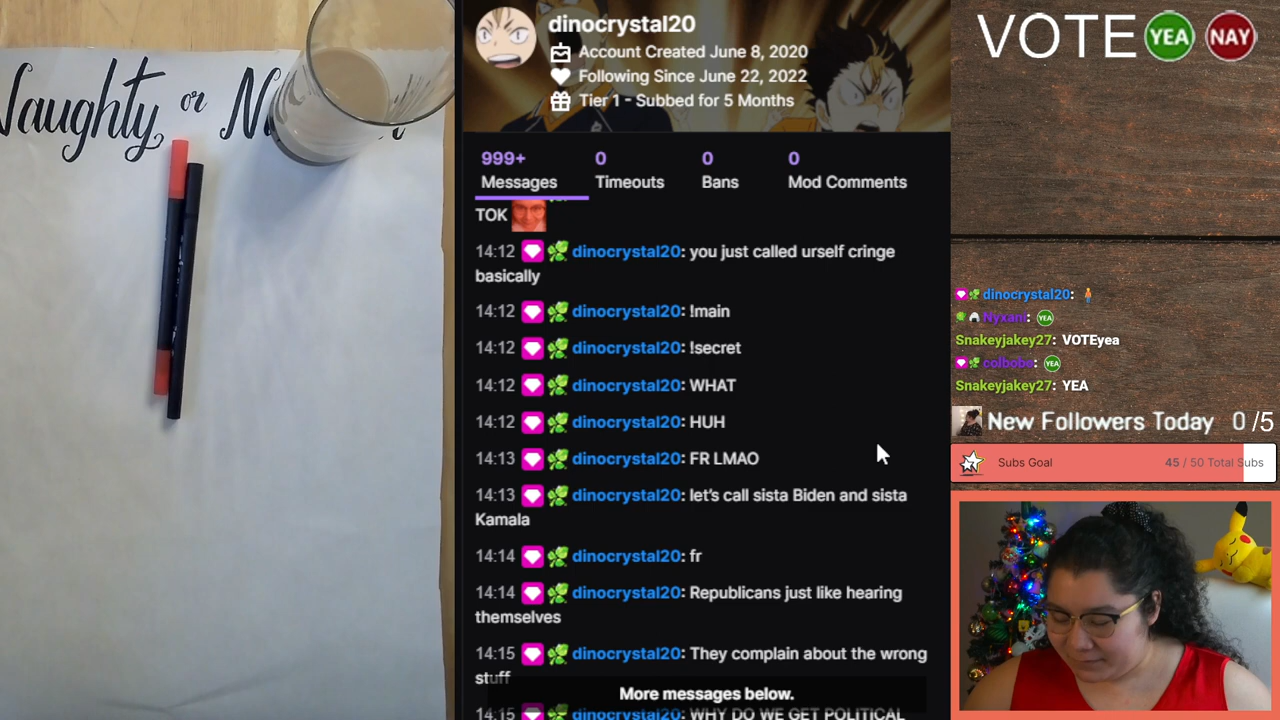 Naughty or
dinocrystal20
Account Created June 8, 2020
Following Since June 22, 2022
Tier 1 - Subbed for 5 Months
999+
Messages
0
Timeouts
0
Bans
0
Mod Comments
TOK
14:12 dinocrystal20: you just called urself cringe
basically
14:12 dinocrystal20: !main
14:12 dinocrystal20: !secret
14:12 dinocrystal20: WHAT
14:12 dinocrystal20: HUH
14:13 dinocrystal20: FR LMAO
14:13 dinocrystal20: let's call sista Biden and sista
Kamala
14:14 dinocrystal20: fr
14:14 dinocrystal20: Republicans just like hearing
themselves
14:15 dinocrystal20: They complain about the wrong
stuff
More messages below.
14:15 dinocrystal20: WHY DO WE GET POLITICAL
VOTE YEA NAY
dinocrystal20:
Nyxani: YEA
Snakeyjakey27: VOTEyea
colbobo: YEA
Snakeyjakey27: YEA
New Followers Today 0 /5
Subs Goal 45 / 50 Total Subs